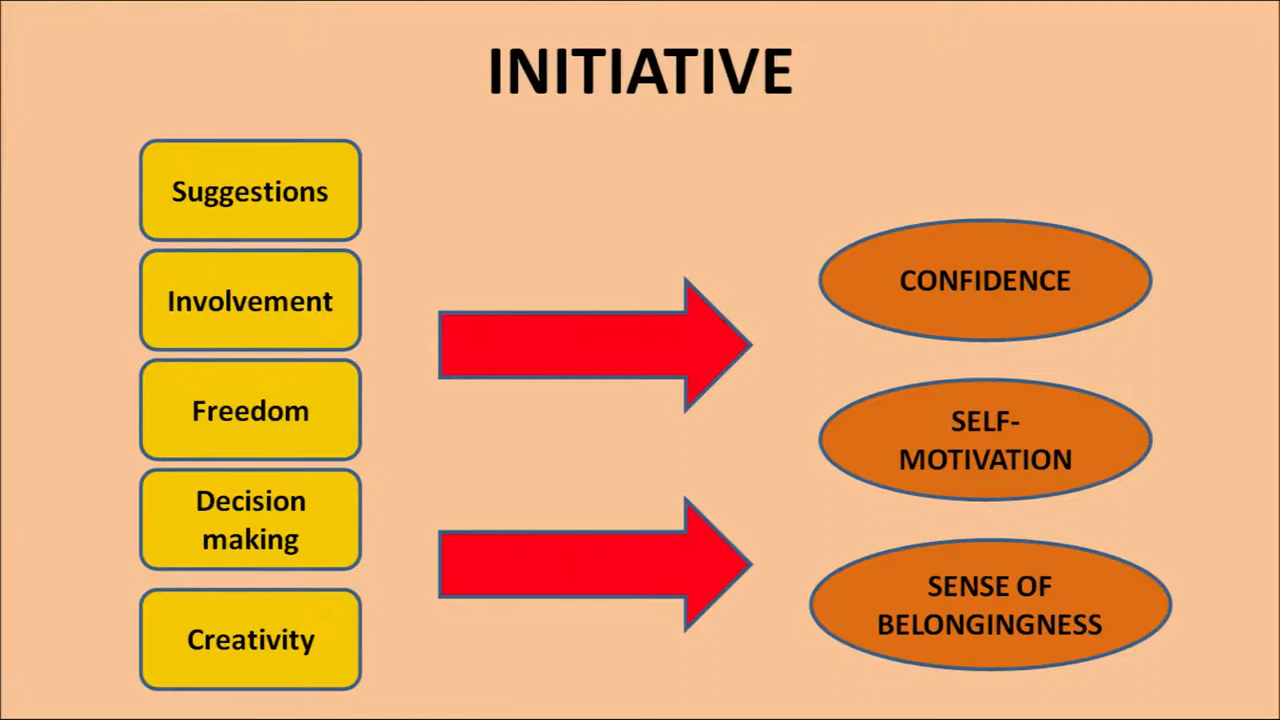 INITIATIVE
Suggestions
Involvement
Freedom
Decision
making
Creativity
CONFIDENCE
SELF-
MOTIVATION
SENSE OF
BELONGINGNESS